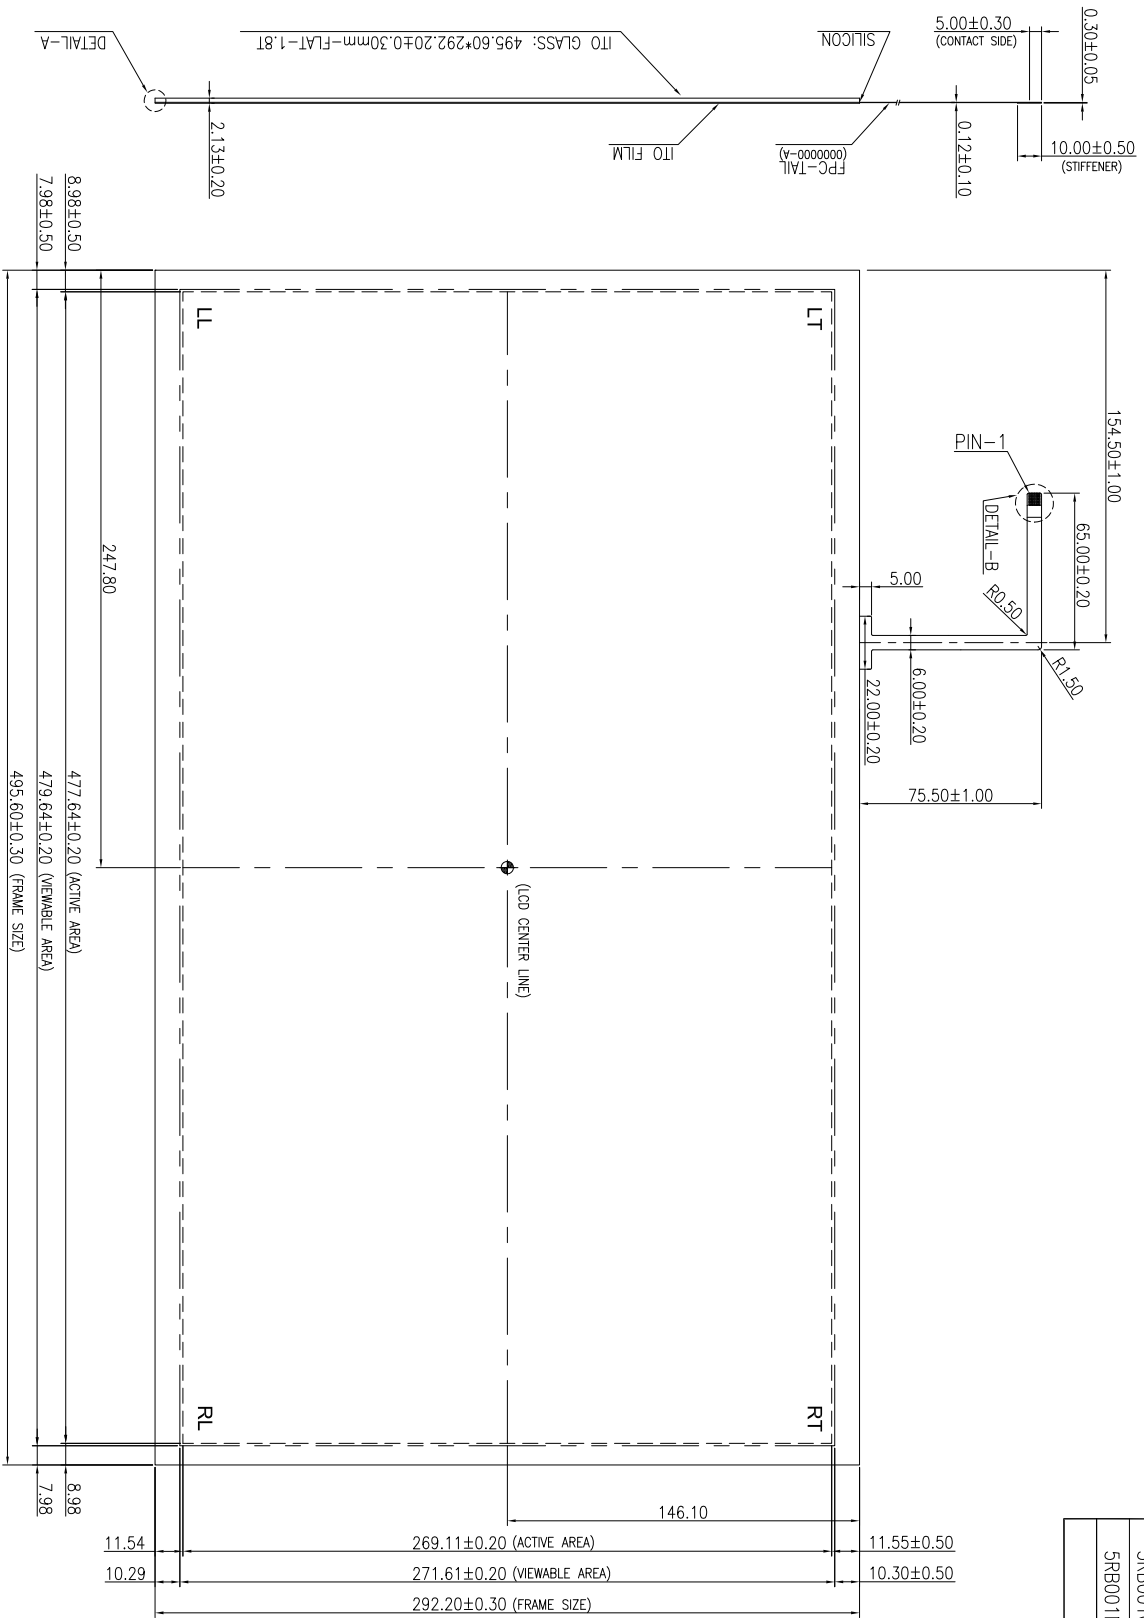 0.30±0.05
5.00±0.30
(CONTACT SIDE)
10.00±0.50
(STIFFENER)
0.12±0.10
SILICON
FPC-TAIL
(0000000-A)
ITO FILM
ITO GLASS: 495.60*292.20±0.30mm-FLAT-1.8T
DETAIL-A
2.13±0.20
154.50±1.00
PIN-1
DETAIL-B
65.00±0.20
R0.50
R1.50
5.00
6.00±0.20
22.00±0.20
75.50±1.00
8.98±0.50
7.98±0.50
LL
LT
247.80
(LCD CENTER LINE)
477.64±0.20 (ACTIVE AREA)
479.64±0.20 (VIEWABLE AREA)
495.60±0.30 (FRAME SIZE)
RL
RT
8.98
7.98
146.10
11.54
269.11±0.20 (ACTIVE AREA)
11.55±0.50
10.29
271.61±0.20 (VIEWABLE AREA)
10.30±0.50
292.20±0.30 (FRAME SIZE)